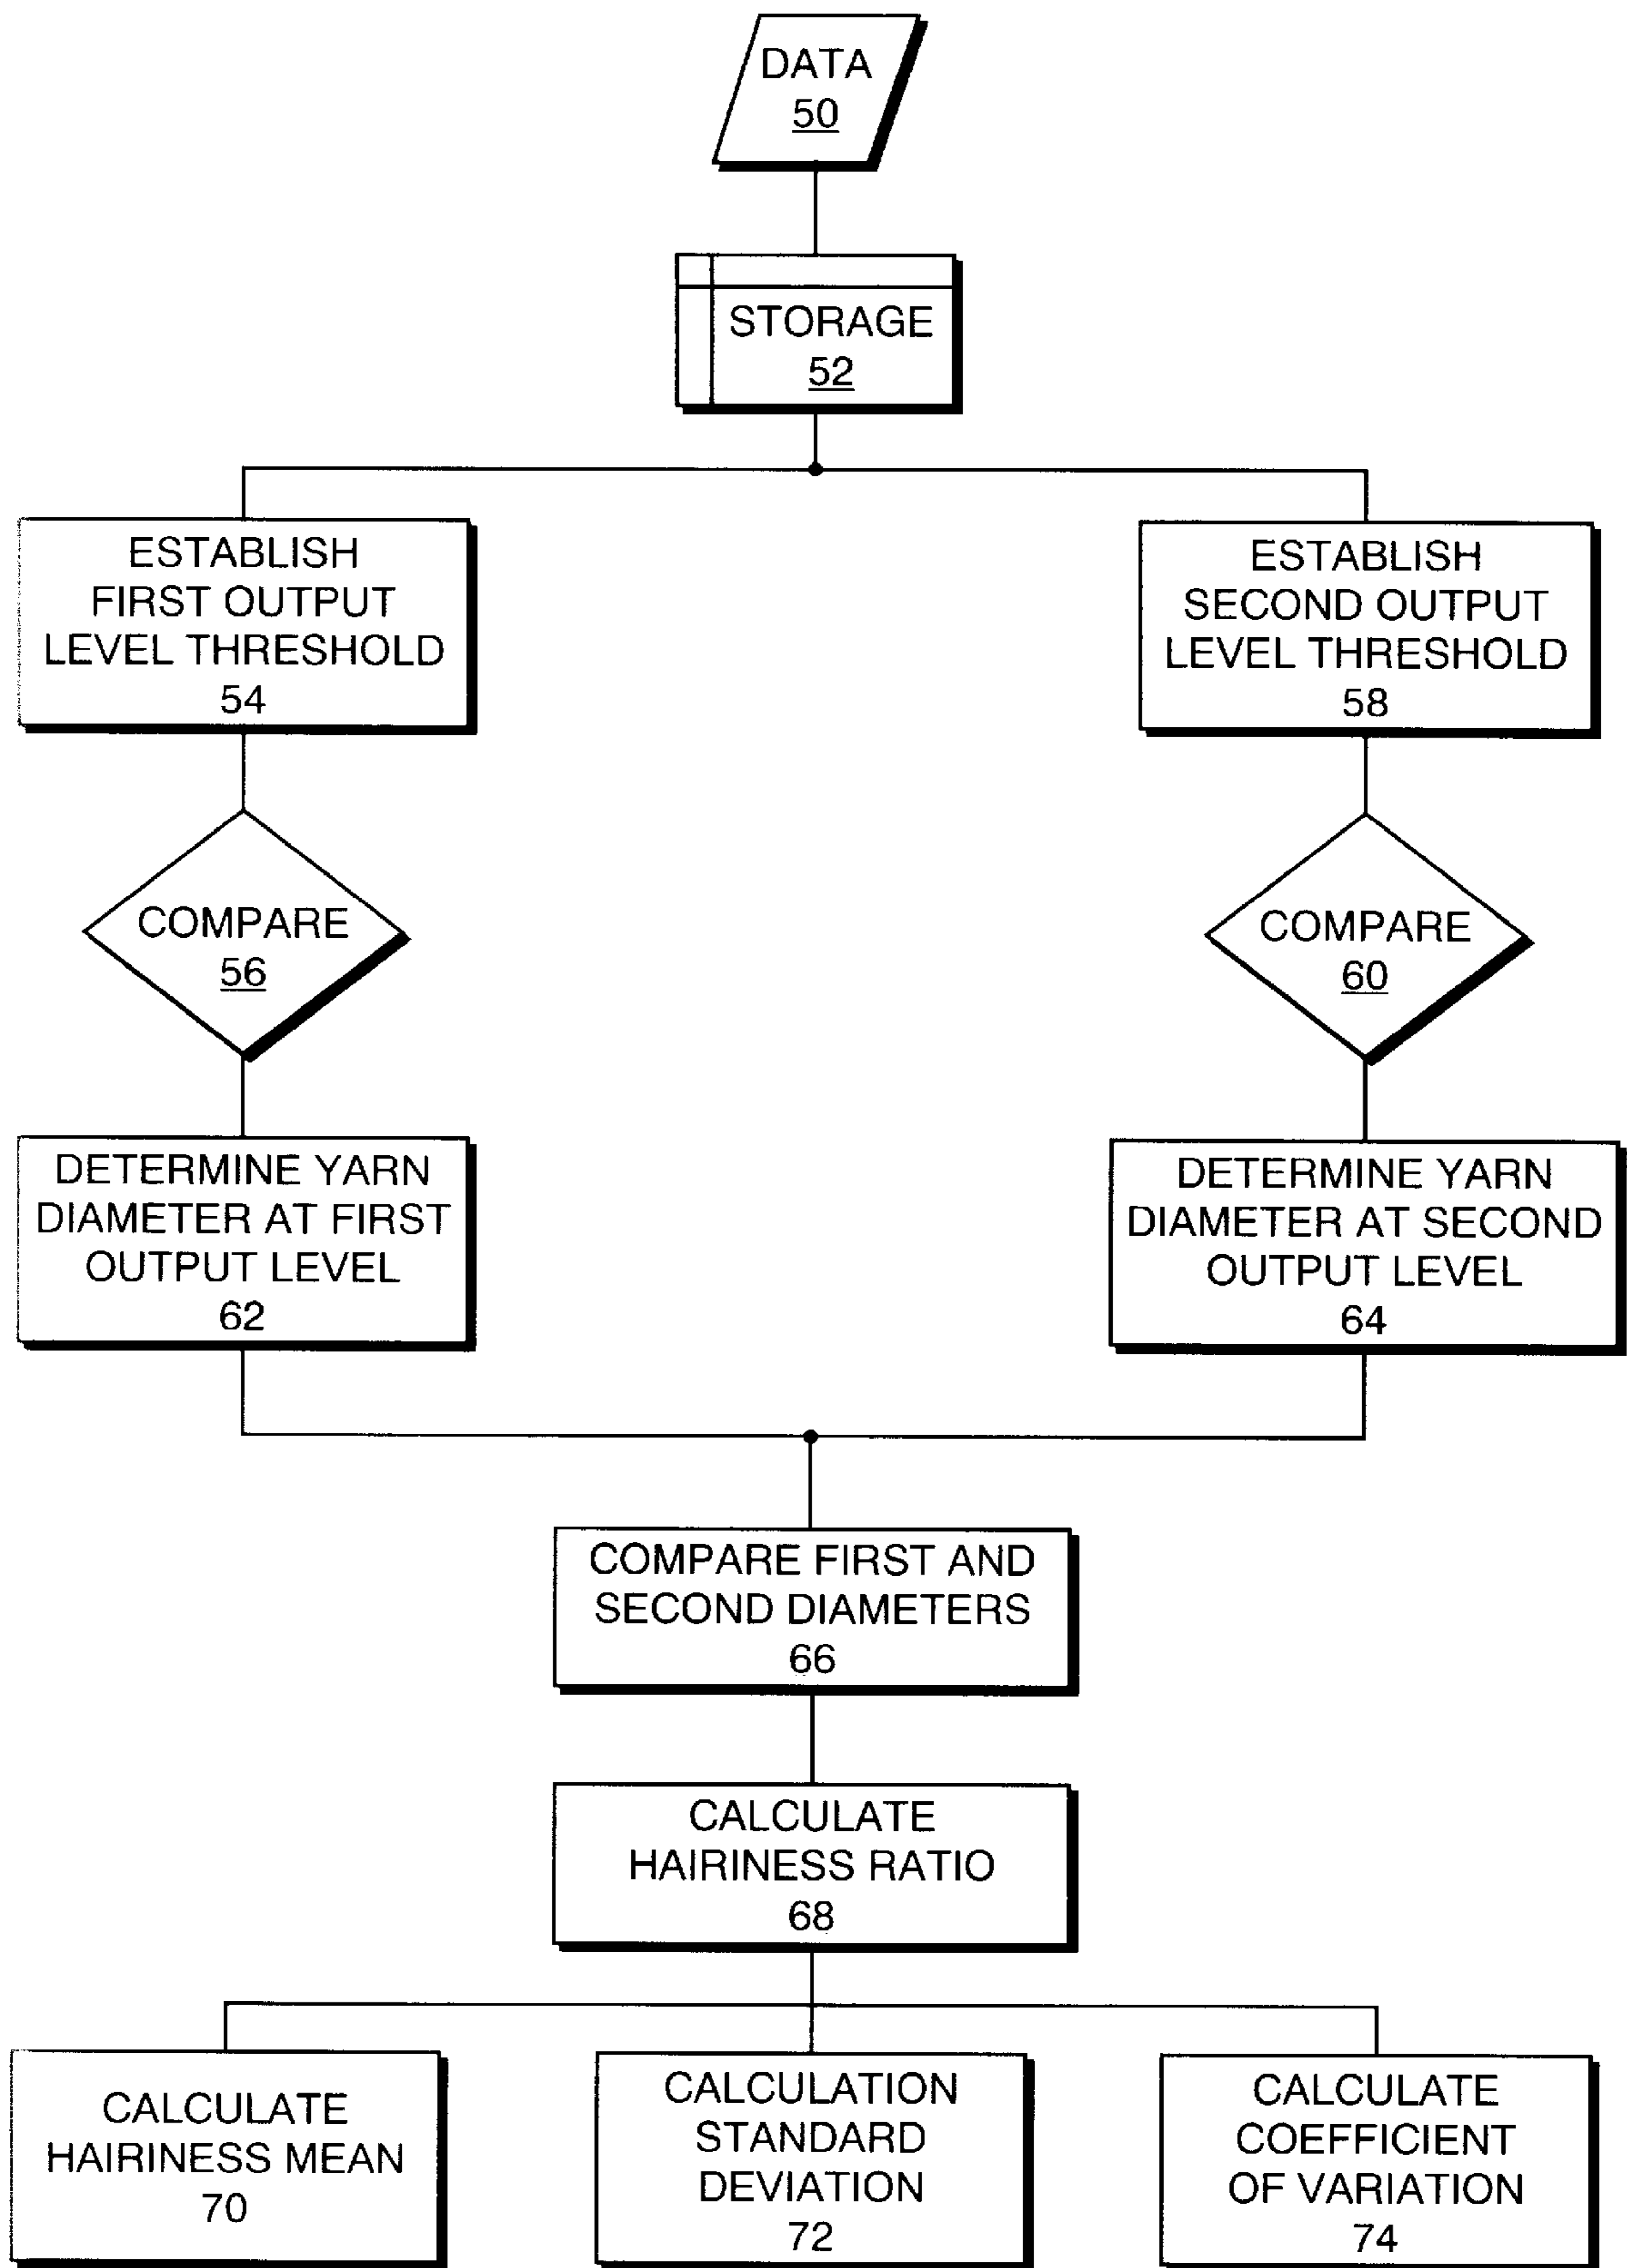 DATA
50
STORAGE
52
ESTABLISH
FIRST OUTPUT
LEVEL THRESHOLD
54
ESTABLISH
SECOND OUTPUT
LEVEL THRESHOLD
58
COMPARE
56
COMPARE
60
DETERMINE YARN
DIAMETER AT FIRST
OUTPUT LEVEL
62
DETERMINE YARN
DIAMETER AT SECOND
OUTPUT LEVEL
64
COMPARE FIRST AND
SECOND DIAMETERS
66
CALCULATE
HAIRINESS RATIO
68
CALCULATE
HAIRINESS MEAN
70
CALCULATION
STANDARD
DEVIATION
72
CALCULATE
COEFFICIENT
OF VARIATION
74